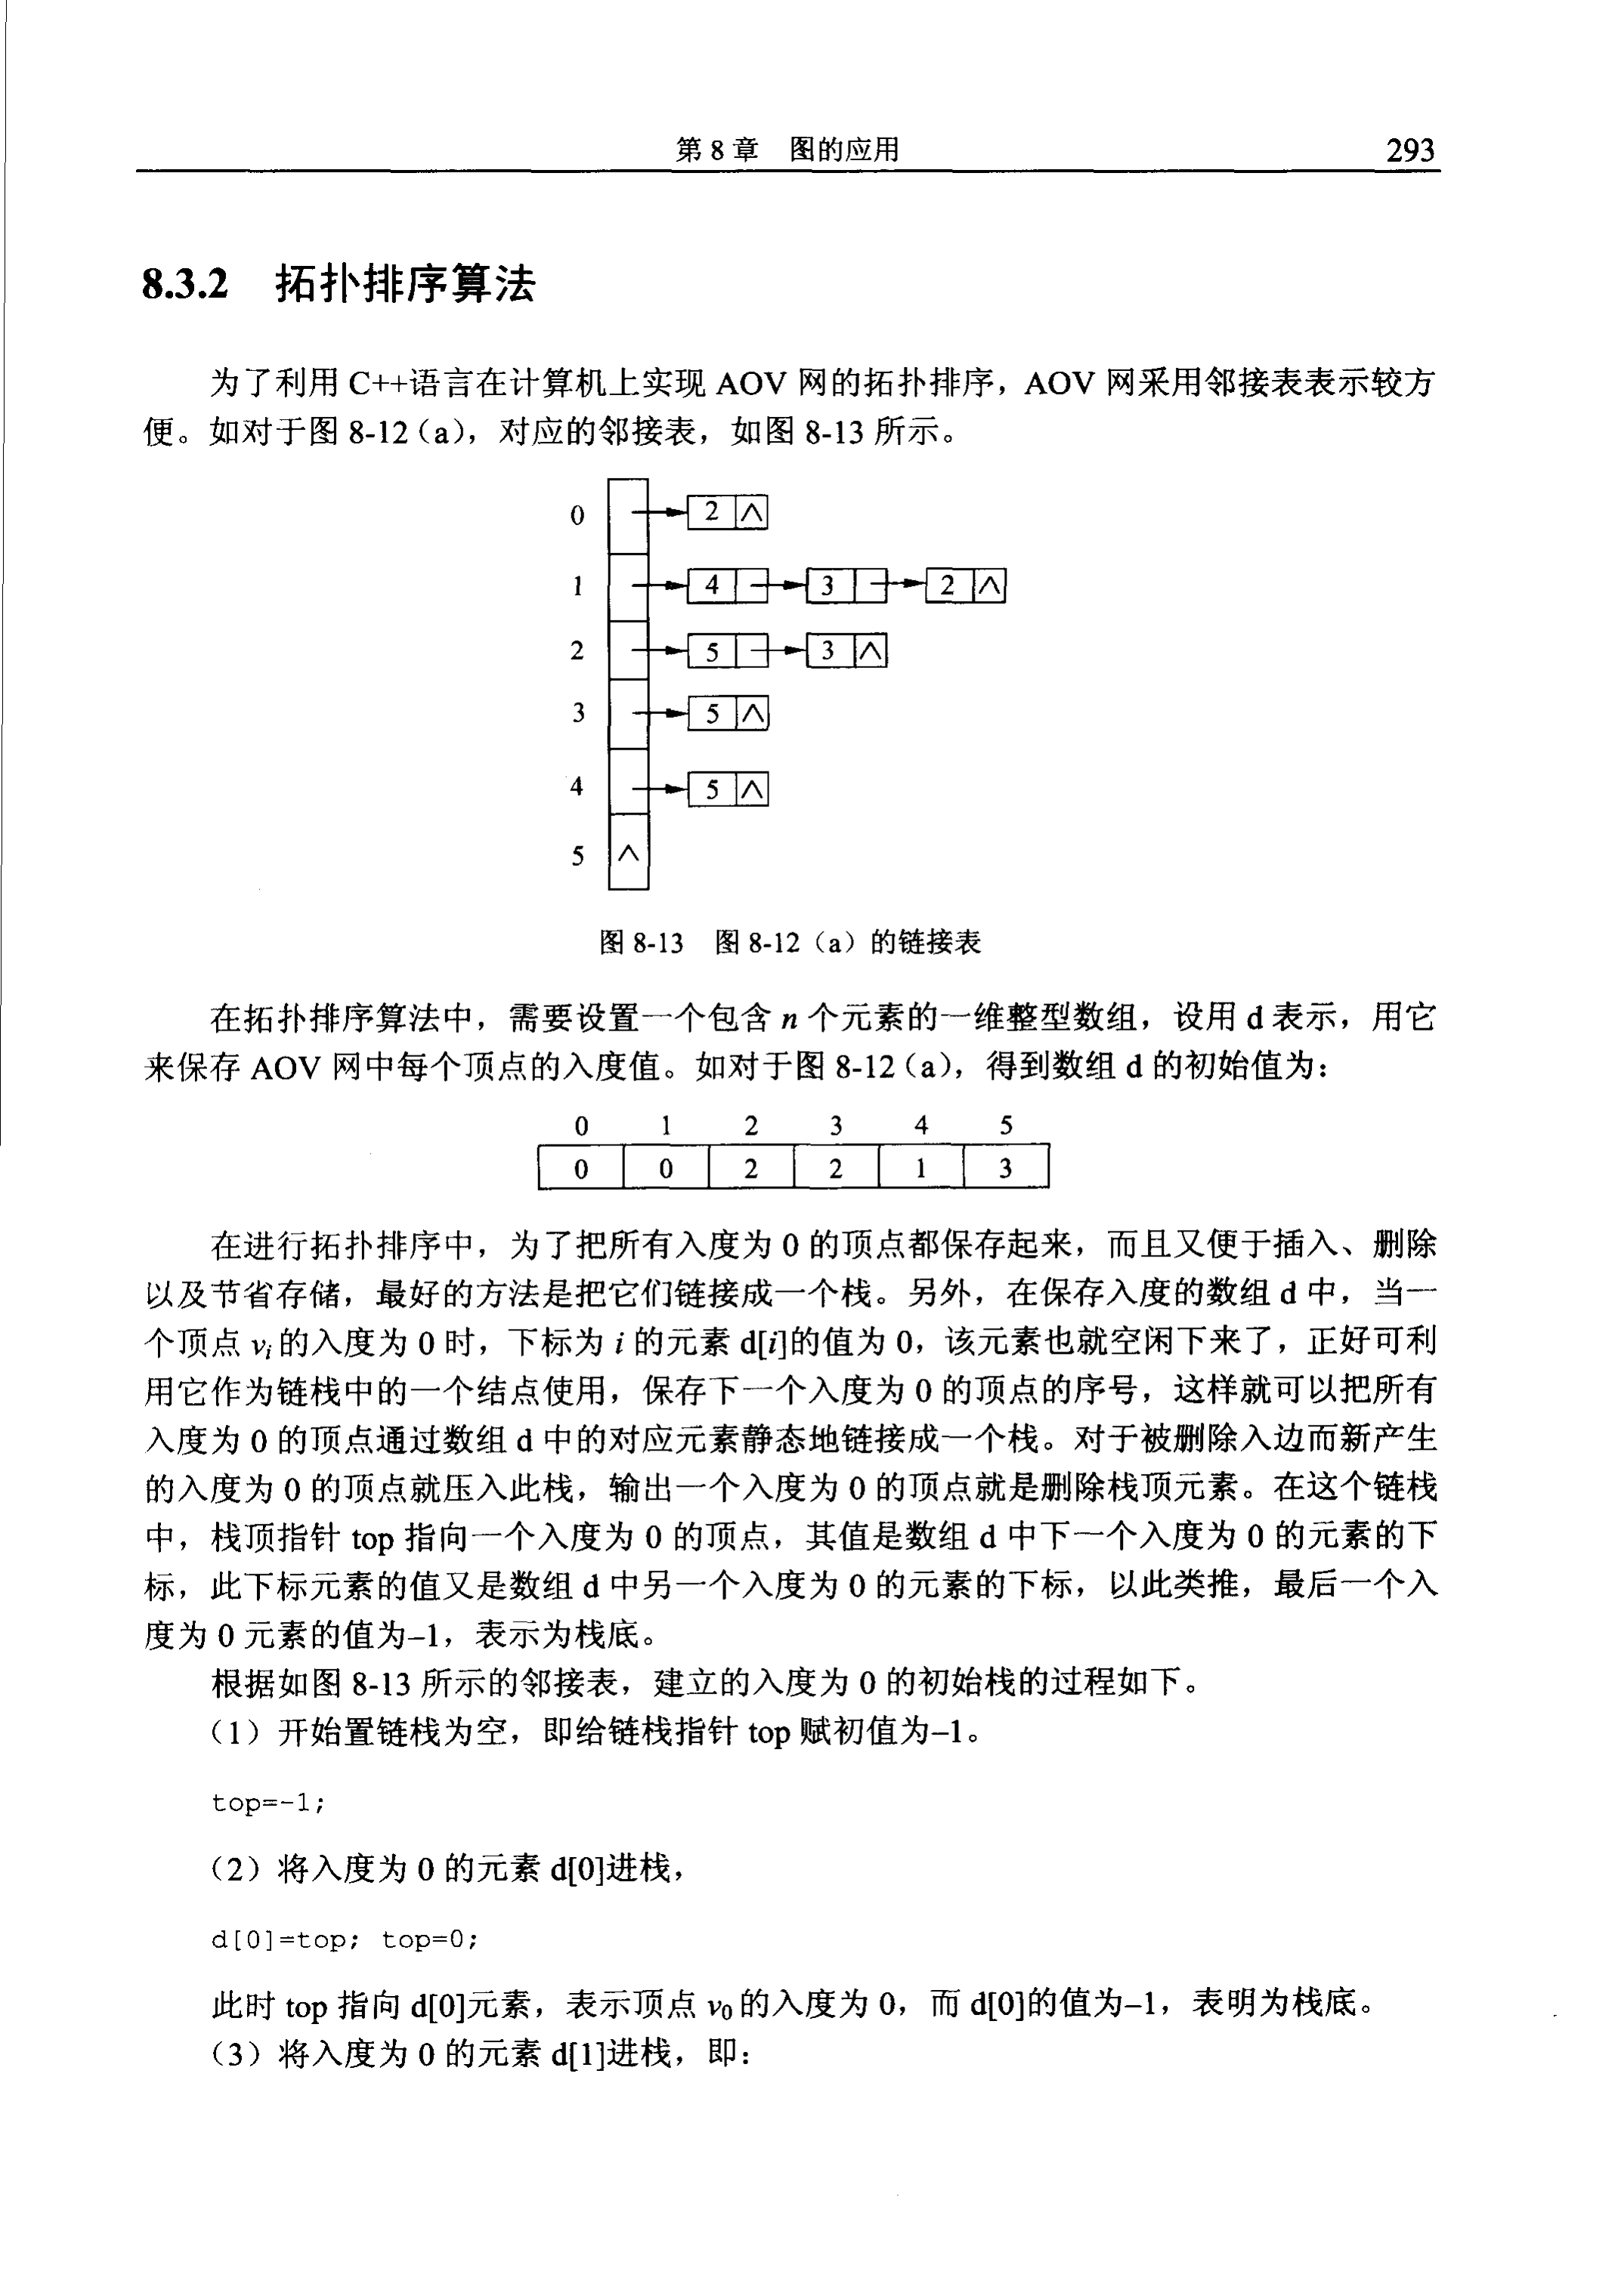 第 8 章 图的应用 293
8.3.2 拓扑排序算法
为了利用 C++语言在计算机上实现 AOV 网的拓扑排序，AOV 网采用邻接表表示较方
便。如对于图 8-12（a），对应的邻接表，如图 8-13 所示。
0 2 ∧
1 4 3 2 ∧
2 5 3 ∧
3 5 ∧
4 5 ∧
5 ∧
图 8-13 图 8-12（a）的链接表
在拓扑排序算法中，需要设置一个包含 n 个元素的一维整型数组，设用 d 表示，用它
来保存 AOV 网中每个顶点的入度值。如对于图 8-12（a），得到数组 d 的初始值为：
0 1 2 3 4 5
0 0 2 2 1 3
在进行拓扑排序中，为了把所有入度为 0 的顶点都保存起来，而且又便于插入、删除
以及节省存储，最好的方法是把它们链接成一个栈。另外，在保存入度的数组 d 中，当一
个顶点 vi 的入度为 0 时，下标为 i 的元素 d[i]的值为 0，该元素也就空闲下来了，正好可利
用它作为链栈中的一个结点使用，保存下一个入度为 0 的顶点的序号，这样就可以把所有
入度为 0 的顶点通过数组 d 中的对应元素静态地链接成一个栈。对于被删除入边而新产生
的入度为 0 的顶点就压入此栈，输出一个入度为 0 的顶点就是删除栈顶元素。在这个链栈
中，栈顶指针 top 指向一个入度为 0 的顶点，其值是数组 d 中下一个入度为 0 的元素的下
标，此下标元素的值又是数组 d 中另一个入度为 0 的元素的下标，以此类推，最后一个入
度为 0 元素的值为–1，表示为栈底。
根据如图 8-13 所示的邻接表，建立的入度为 0 的初始栈的过程如下。
（1）开始置链栈为空，即给链栈指针 top 赋初值为–1。
top=-1;
（2）将入度为 0 的元素 d[0]进栈，
d[0]=top; top=0;
此时 top 指向 d[0]元素，表示顶点 v0 的入度为 0，而 d[0]的值为–1，表明为栈底。
（3）将入度为 0 的元素 d[1]进栈，即：